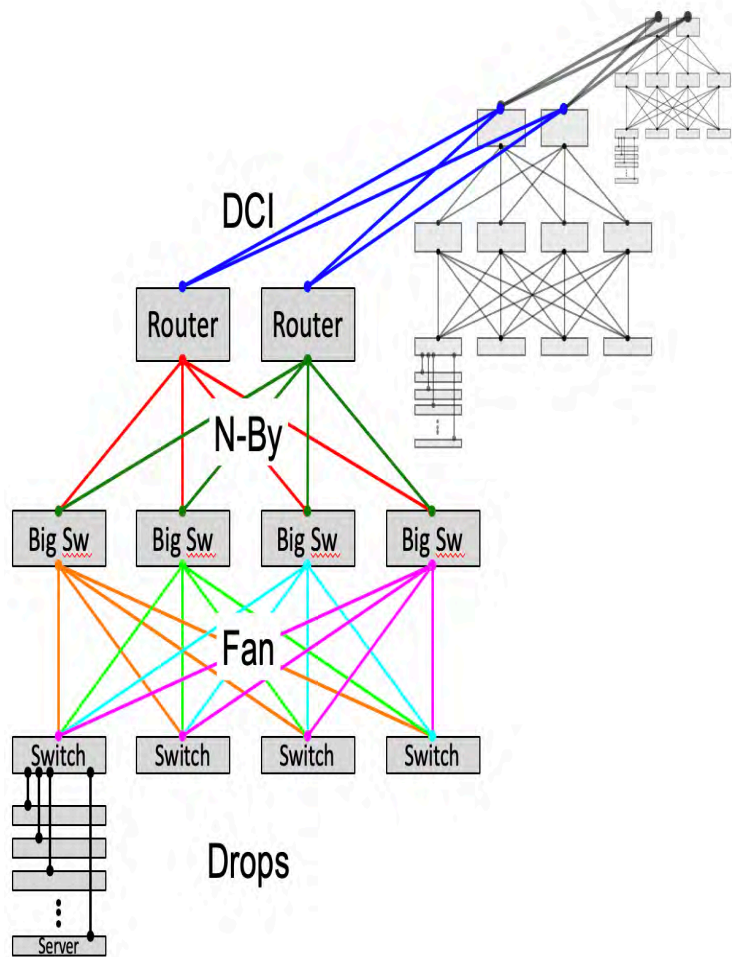 DCI
Router Router
N-By
Big Sw Big Sw Big Sw Big Sw
Fan
Switch Switch Switch Switch
Drops
Server